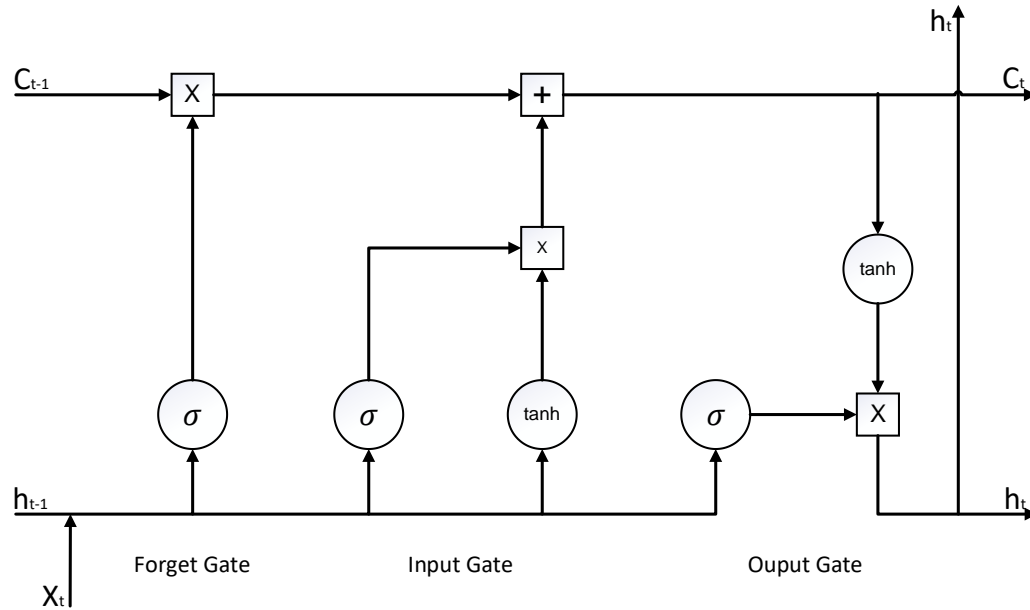 hₜ
Cₜ₋₁
X
+
Cₜ
X
tanh
σ
σ
tanh
σ
X
hₜ₋₁
hₜ
Forget Gate
Input Gate
Ouput Gate
Xₜ